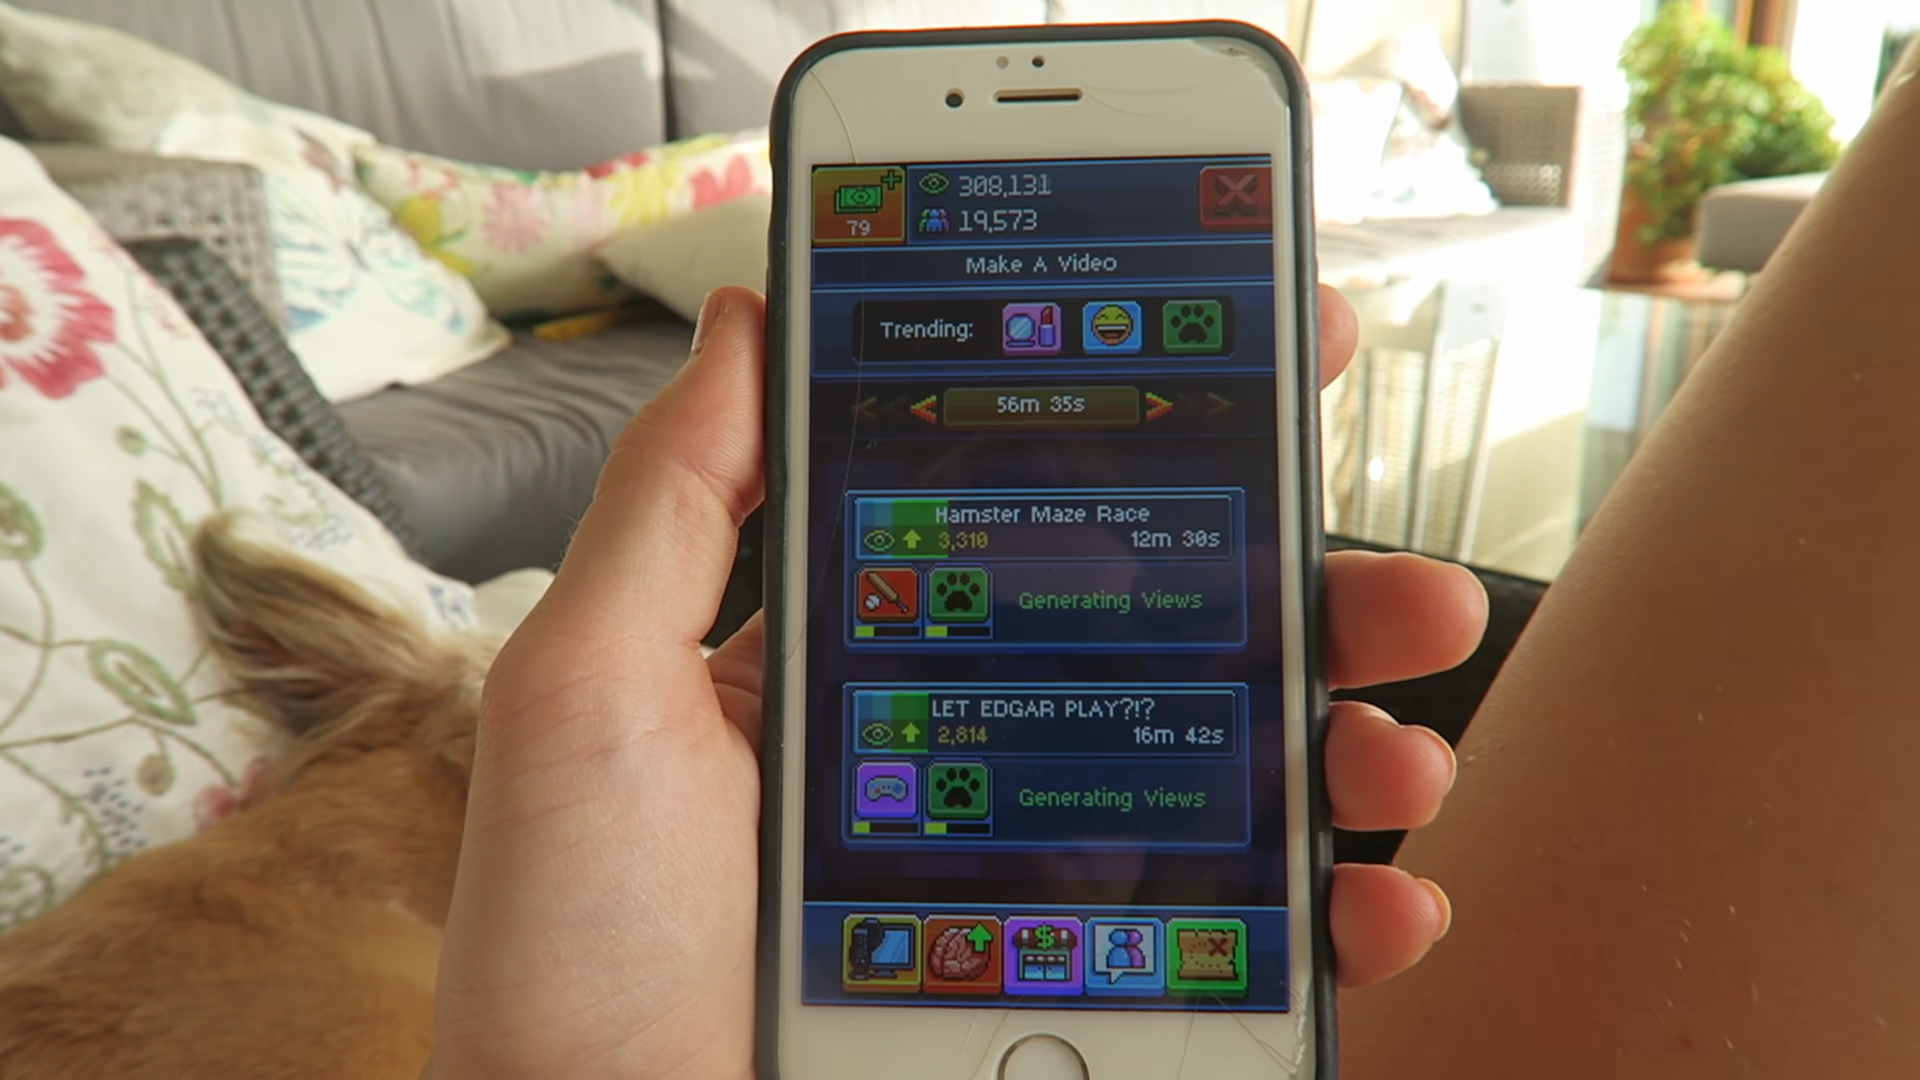 308,131
79
19,573
Make A Video
Trending:
56m 35s
Hamster Maze Race
3,310 12m 30s
Generating Views
LET EDGAR PLAY?!?
2,814 16m 42s
Generating Views
$